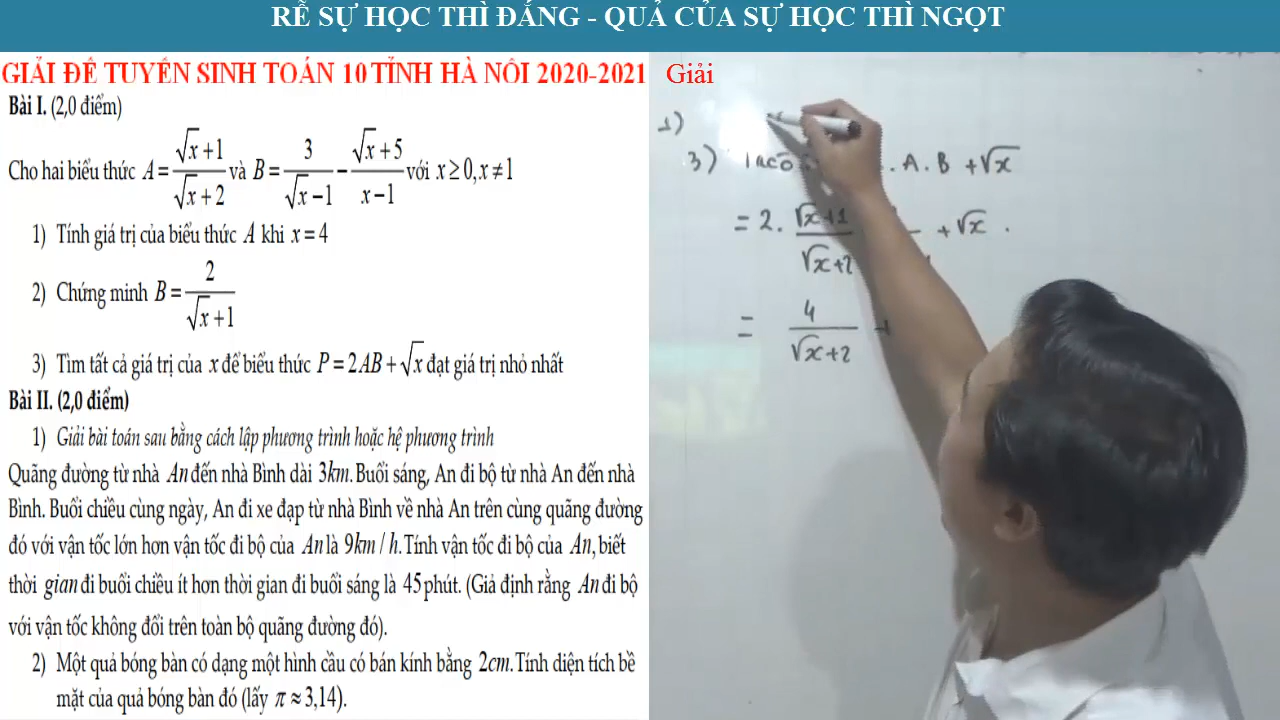 RỄ SỰ HỌC THÌ ĐẮNG - QUẢ CỦA SỰ HỌC THÌ NGỌT
GIẢI ĐỀ TUYỂN SINH TOÁN 10 TỈNH HÀ NÔI 2020-2021
Bài I. (2,0 điểm)
Cho hai biểu thức A = (√x+1)/(√x+2) và B = 3/(√x−1) − (√x+5)/(x−1) với x ≥ 0, x ≠ 1
1) Tính giá trị của biểu thức A khi x = 4
2) Chứng minh B = 2/(√x+1)
3) Tìm tất cả giá trị của x để biểu thức P = 2AB + √x đạt giá trị nhỏ nhất
Bài II. (2,0 điểm)
1) Giải bài toán sau bằng cách lập phương trình hoặc hệ phương trình
Quãng đường từ nhà An đến nhà Bình dài 3km. Buổi sáng, An đi bộ từ nhà An đến nhà
Bình. Buổi chiều cùng ngày, An đi xe đạp từ nhà Bình về nhà An trên cùng quãng đường
đó với vận tốc lớn hơn vận tốc đi bộ của An là 9km / h. Tính vận tốc đi bộ của An, biết
thời gian đi buổi chiều ít hơn thời gian đi buổi sáng là 45 phút. (Giả định rằng An đi bộ
với vận tốc không đổi trên toàn bộ quãng đường đó).
2) Một quả bóng bàn có dạng một hình cầu có bán kính bằng 2cm. Tính diện tích bề
mặt của quả bóng bàn đó (lấy π ≈ 3,14).
Giải
1)
3) . A . B + √x
= 2. (√x+1)/(√x+2) + √x .
= 4/(√x+2)